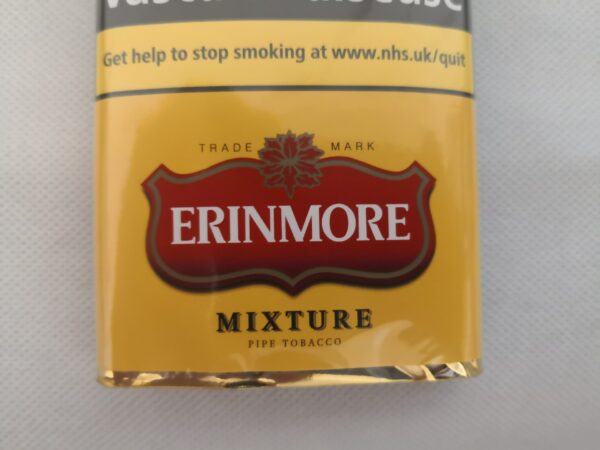 Get help to stop smoking at www.nhs.uk/quit
TRADE MARK
ERINMORE
MIXTURE
PIPE TOBACCO